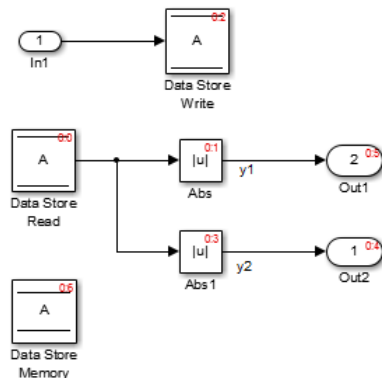 0:2
1
A
In1
Data Store
Write
0:0
A
Data Store
Read
0:1
|u|
Abs
y1
0:5
2
Out1
0:3
|u|
Abs1
y2
0:4
1
Out2
0:6
A
Data Store
Memory